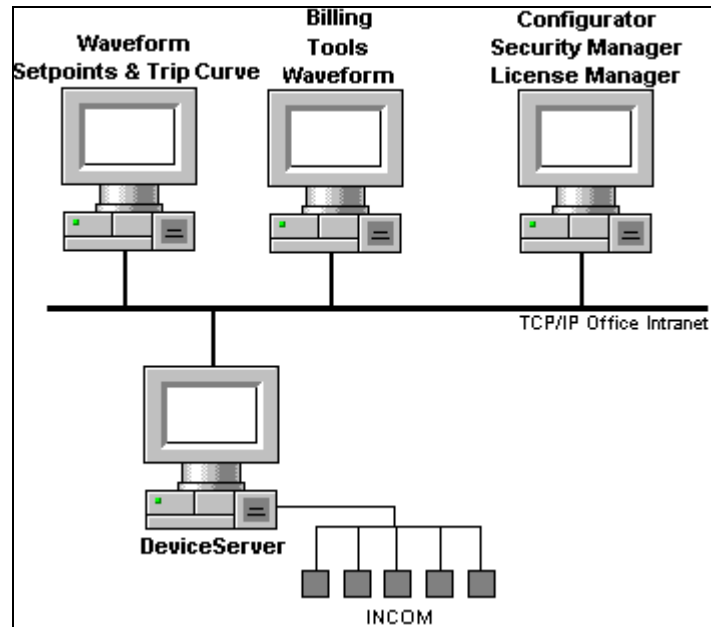 Waveform
Setpoints & Trip Curve
Billing
Tools
Waveform
Configurator
Security Manager
License Manager
TCP/IP Office Intranet
DeviceServer
INCOM